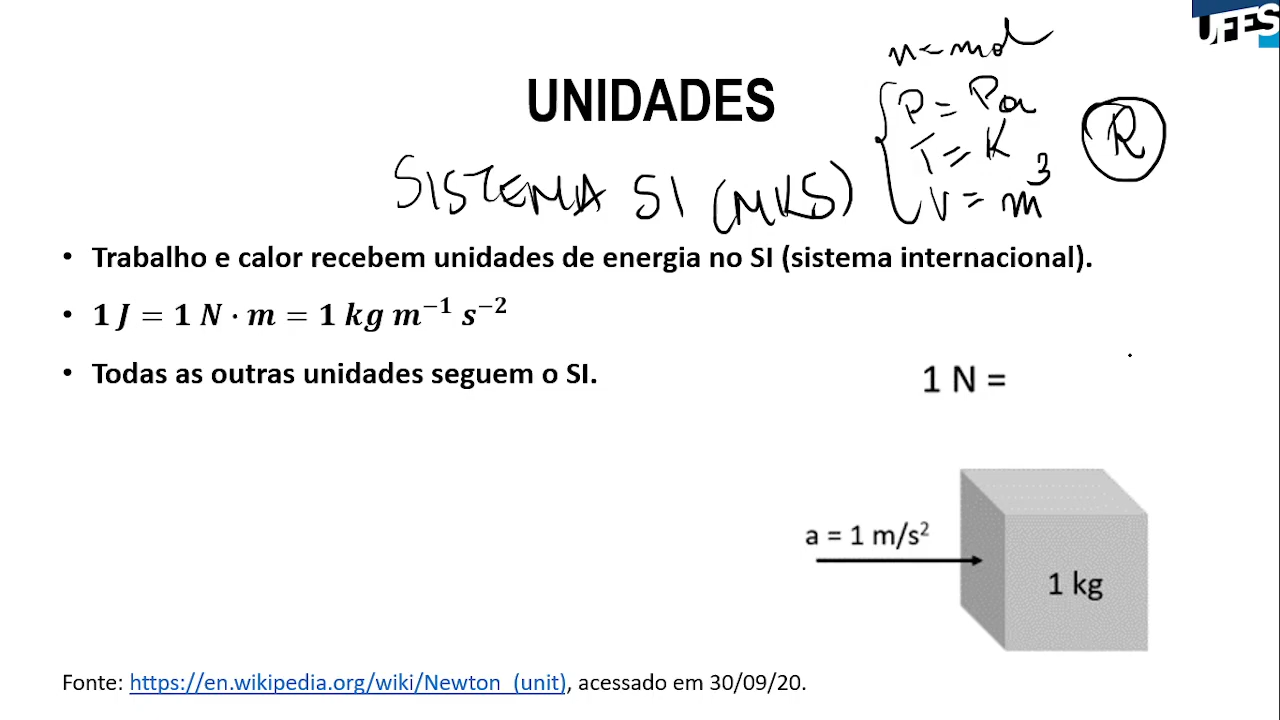 UFES
UNIDADES
n = mol
P = Pa
T = K
V = m³
R
SISTEMA SI (MKS)
• Trabalho e calor recebem unidades de energia no SI (sistema internacional).
• 1 J = 1 N · m = 1 kg m⁻¹ s⁻²
• Todas as outras unidades seguem o SI.
1 N =
a = 1 m/s²
1 kg
Fonte: https://en.wikipedia.org/wiki/Newton_(unit), acessado em 30/09/20.